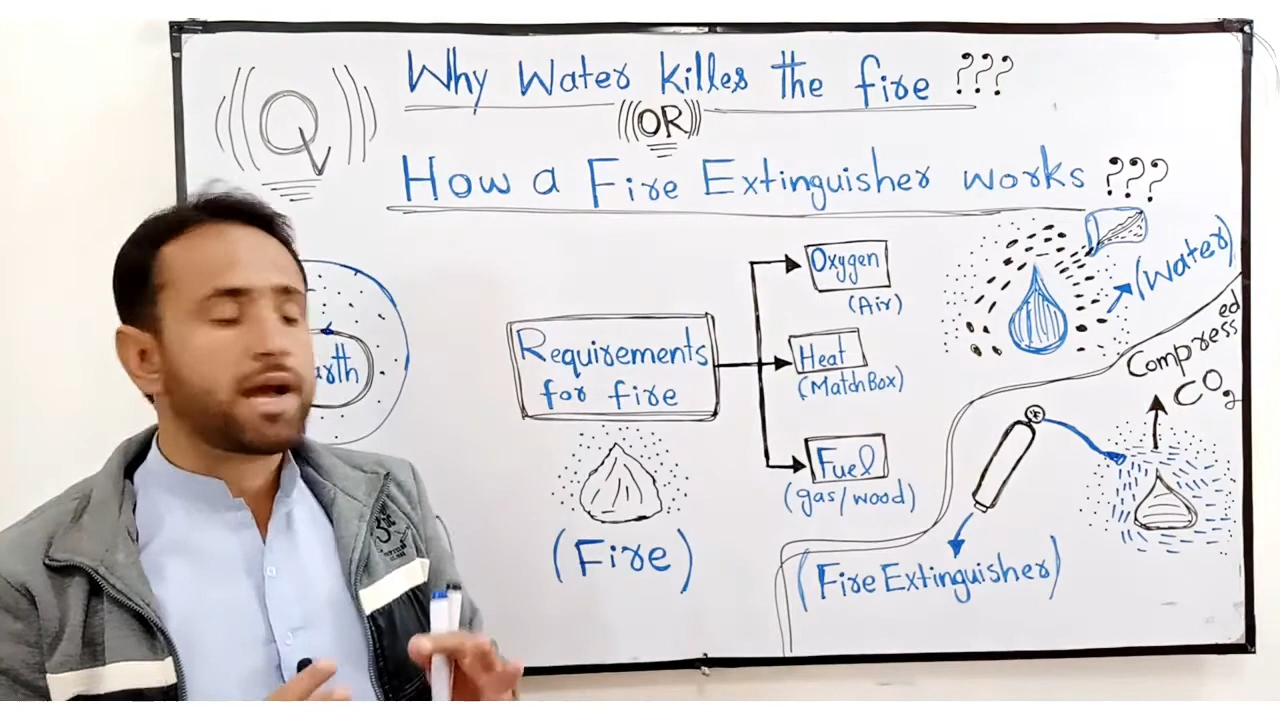 Q
Why Water killes the fire ???
OR
How a Fire Extinguisher works ???
arth
Requirements
for fire
(Fire)
Oxygen
(Air)
Heat
(MatchBox)
Fuel
(gas/wood)
(Water)
Compressed
CO₂
(Fire Extinguisher)